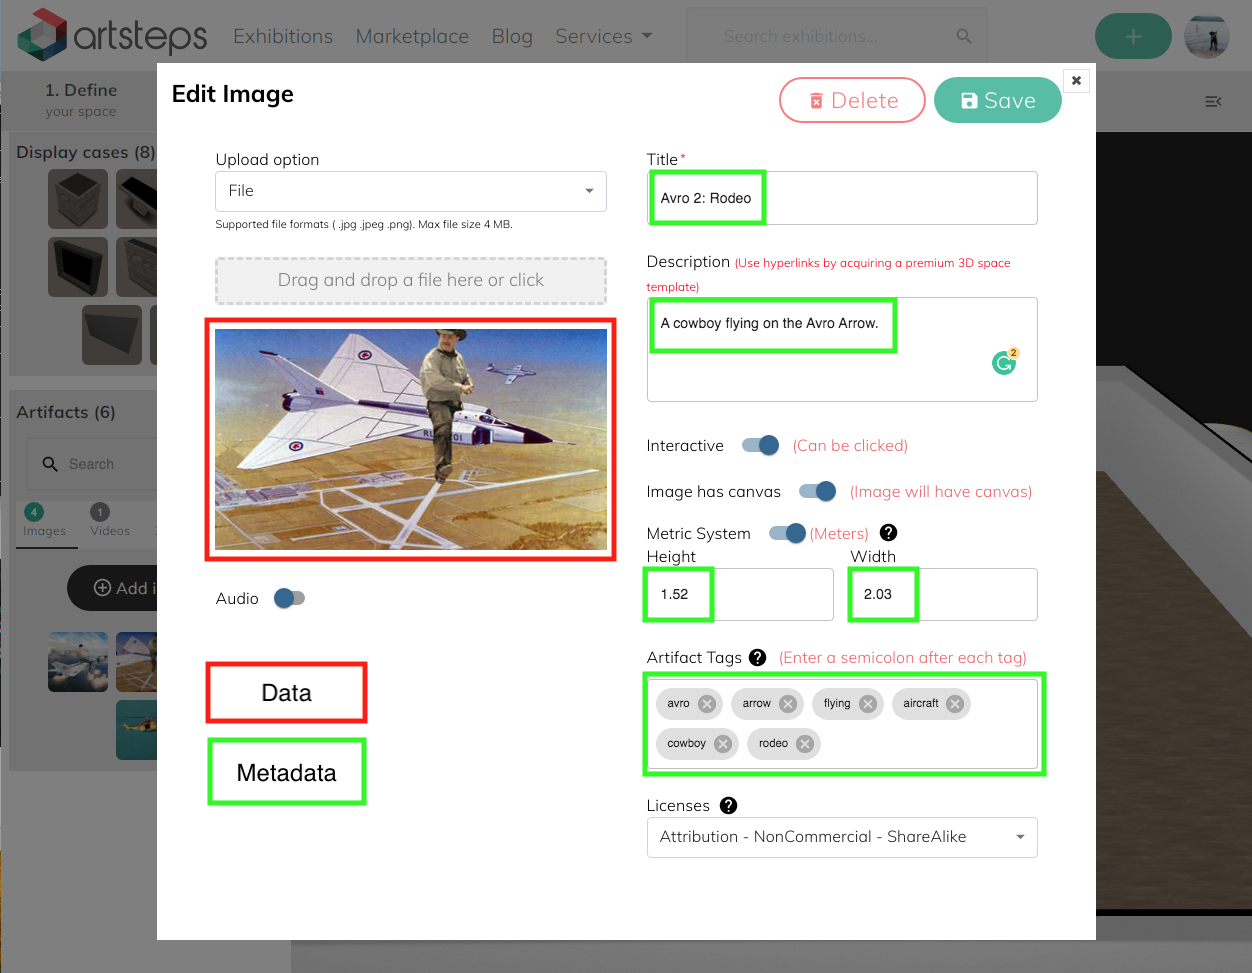 artsteps
Exhibitions
Marketplace
Blog
Services
Search exhibitions...
1. Define
your space
Display cases (8)
Artifacts (6)
Search
4
Images
1
Videos
Add i
Edit Image
Delete
Save
Upload option
File
Supported file formats ( .jpg .jpeg .png). Max file size 4 MB.
Drag and drop a file here or click
Audio
Data
Metadata
Title*
Avro 2: Rodeo
Description (Use hyperlinks by acquiring a premium 3D space
template)
A cowboy flying on the Avro Arrow.
2
Interactive (Can be clicked)
Image has canvas (Image will have canvas)
Metric System (Meters)
Height Width
1.52 2.03
Artifact Tags (Enter a semicolon after each tag)
avro arrow flying aircraft
cowboy rodeo
Licenses
Attribution - NonCommercial - ShareAlike